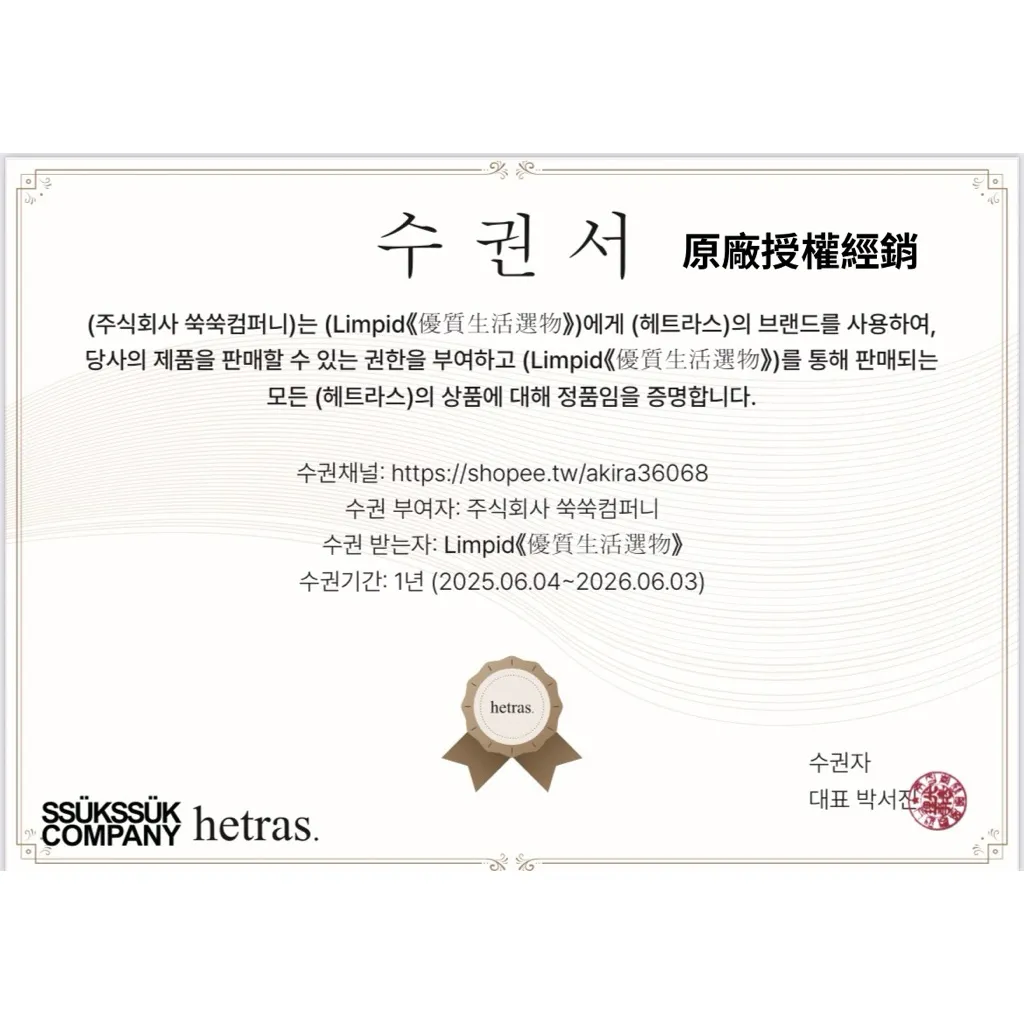 수권서 原廠授權經銷
(주식회사 쑥쑥컴퍼니)는 (Limpid《優質生活選物》)에게 (헤트라스)의 브랜드를 사용하여,
당사의 제품을 판매할 수 있는 권한을 부여하고 (Limpid《優質生活選物》)를 통해 판매되는
모든 (헤트라스)의 상품에 대해 정품임을 증명합니다.
수권채널: https://shopee.tw/akira36068
수권 부여자: 주식회사 쑥쑥컴퍼니
수권 받는자: Limpid《優質生活選物》
수권기간: 1년 (2025.06.04~2026.06.03)
hetras.
수권자
대표 박서진
SSÜKSSÜK
COMPANY
hetras.